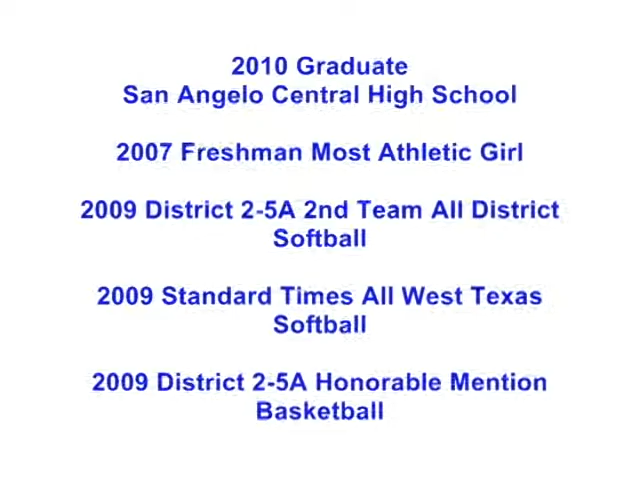 2010 Graduate
San Angelo Central High School
2007 Freshman Most Athletic Girl
2009 District 2-5A 2nd Team All District
Softball
2009 Standard Times All West Texas
Softball
2009 District 2-5A Honorable Mention
Basketball